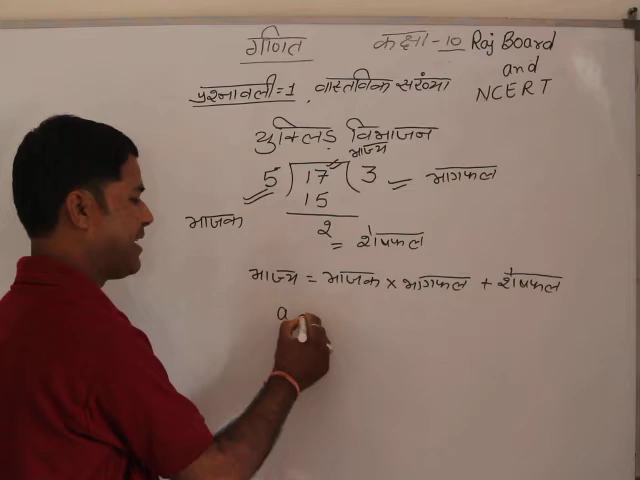 गणित
कक्षा - 10 Raj Board
and
NCERT
प्रश्नावली = 1 , वास्तविक संख्या
युक्लिड़ विभाजन
भाज्य
5 ) 17 ( 3 = भागफल
15
भाजक
2 = शेषफल
भाज्य = भाजक × भागफल + शेषफल
a